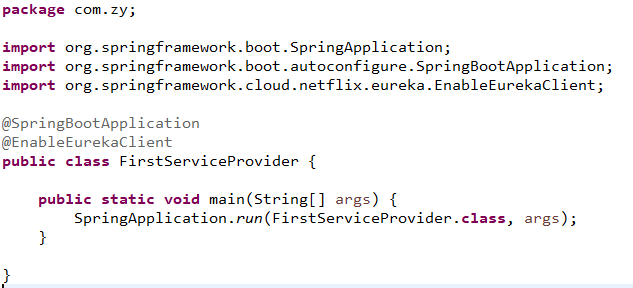 package com.zy;
import org.springframework.boot.SpringApplication;
import org.springframework.boot.autoconfigure.SpringBootApplication;
import org.springframework.cloud.netflix.eureka.EnableEurekaClient;
@SpringBootApplication
@EnableEurekaClient
public class FirstServiceProvider {
public static void main(String[] args) {
SpringApplication.run(FirstServiceProvider.class, args);
}
}